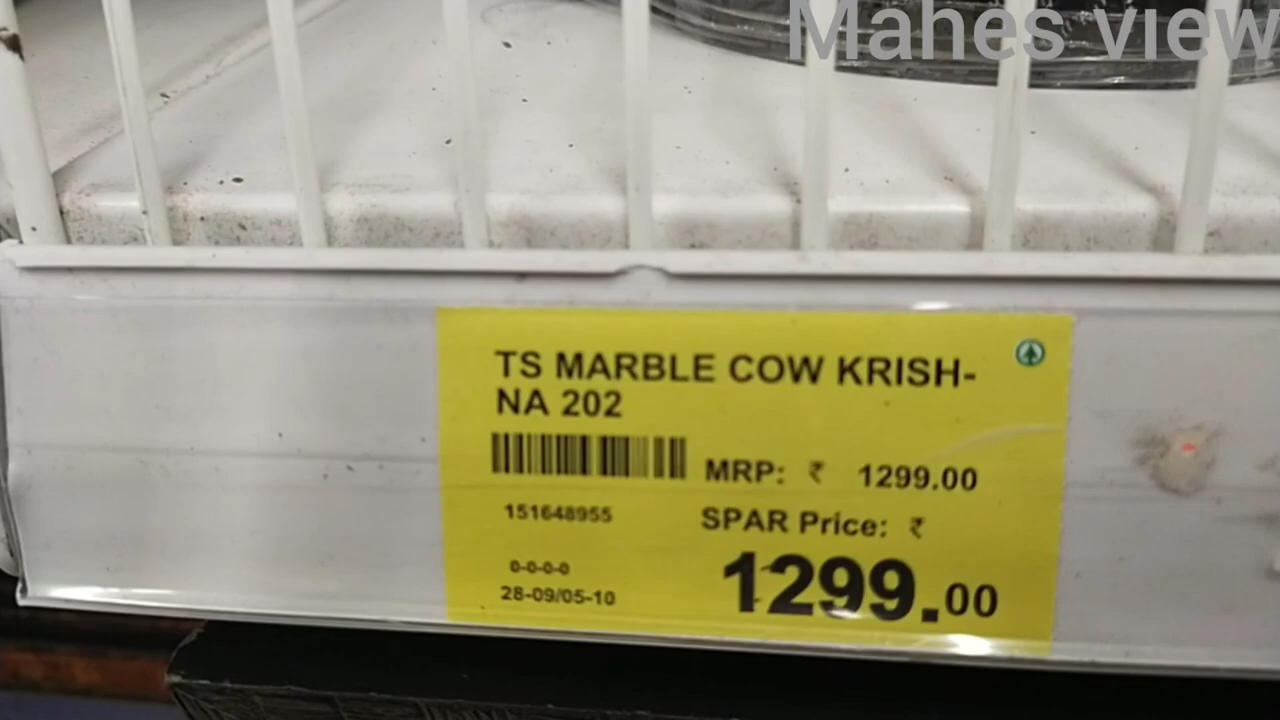 Mahes view
TS MARBLE COW KRISH-
NA 202
MRP: ₹ 1299.00
151648955
SPAR Price: ₹
0-0-0-0
28-09/05-10
1299.00